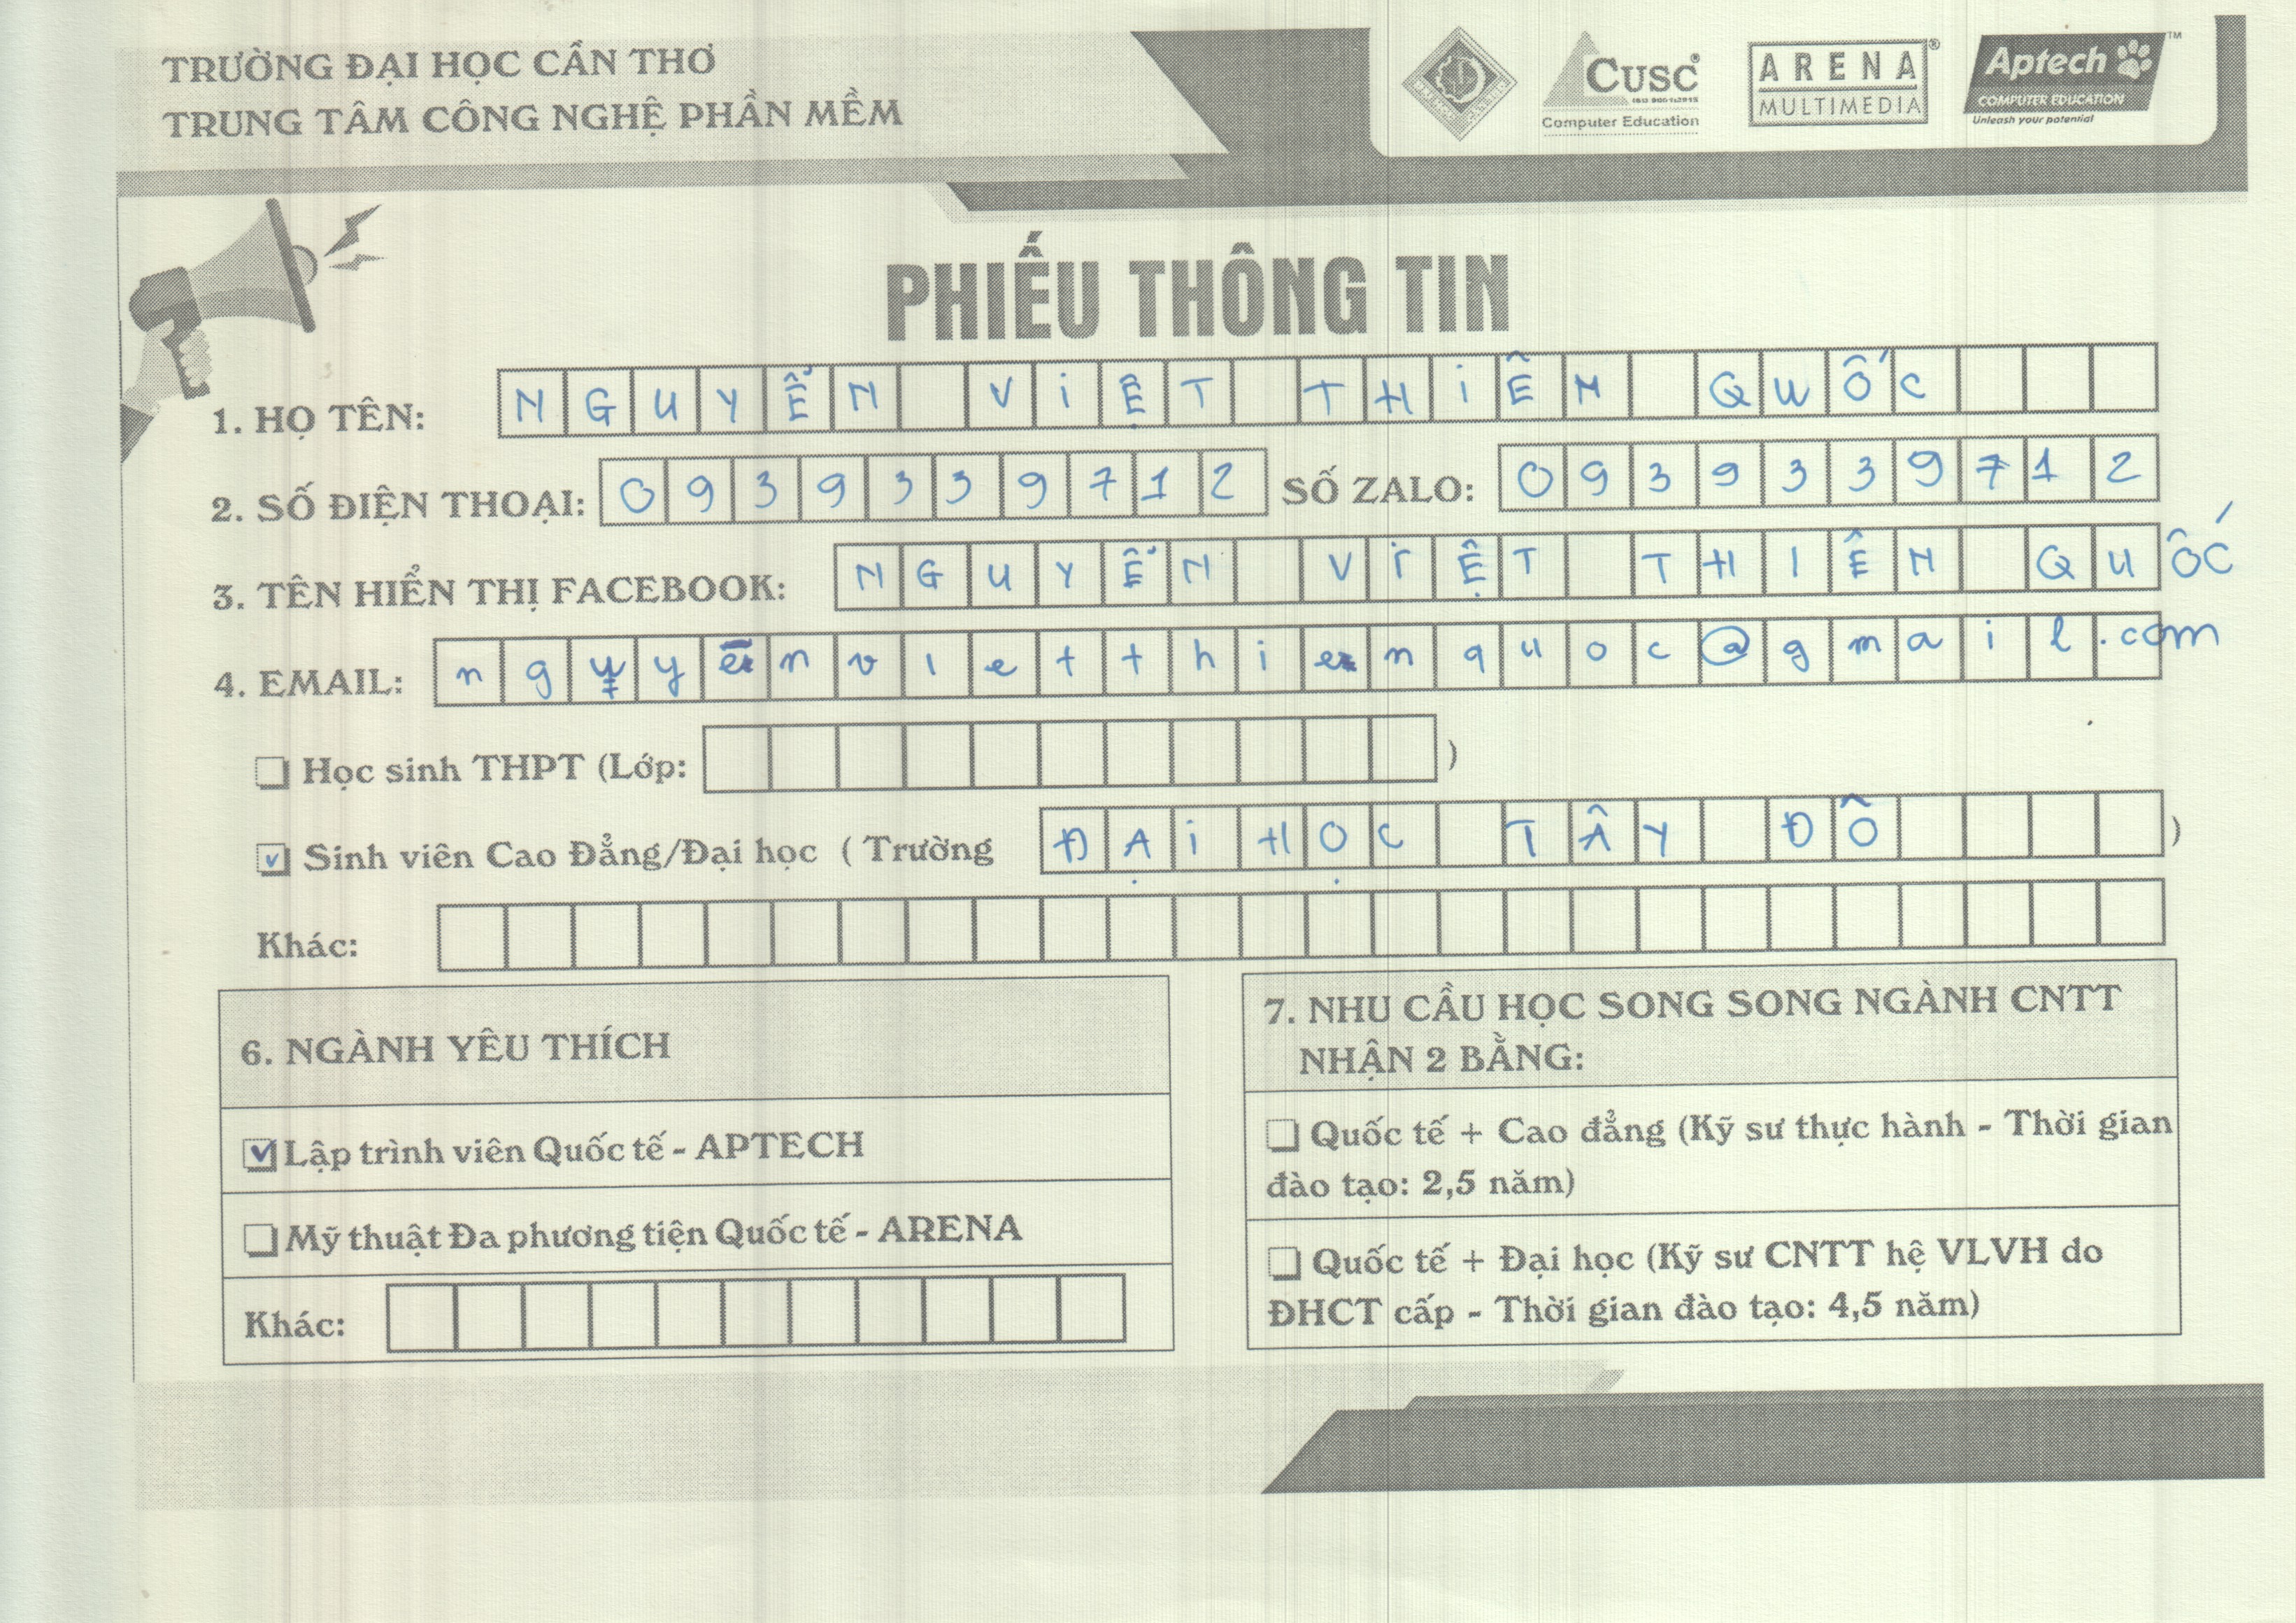 TRƯỜNG ĐẠI HỌC CẦN THƠ
TRUNG TÂM CÔNG NGHỆ PHẦN MỀM
CUSC®
ISO 9001:2015
Computer Education
ARENA®
MULTIMEDIA
Aptech™
COMPUTER EDUCATION
Unleash your potential
PHIẾU THÔNG TIN
1. HỌ TÊN: NGUYỄN VIỆT THIÊN QUỐC
2. SỐ ĐIỆN THOẠI: 0939339712 SỐ ZALO: 0939339712
3. TÊN HIỂN THỊ FACEBOOK: NGUYỄN VIỆT THIÊN QUỐC
4. EMAIL: nguyenvietthienquoc@gmail.com
Học sinh THPT (Lớp: )
Sinh viên Cao Đẳng/Đại học ( Trường ĐẠI HỌC TÂY ĐÔ )
Khác:
6. NGÀNH YÊU THÍCH
Lập trình viên Quốc tế - APTECH
Mỹ thuật Đa phương tiện Quốc tế - ARENA
Khác:
7. NHU CẦU HỌC SONG SONG NGÀNH CNTT
NHẬN 2 BẰNG:
Quốc tế + Cao đẳng (Kỹ sư thực hành - Thời gian
đào tạo: 2,5 năm)
Quốc tế + Đại học (Kỹ sư CNTT hệ VLVH do
ĐHCT cấp - Thời gian đào tạo: 4,5 năm)